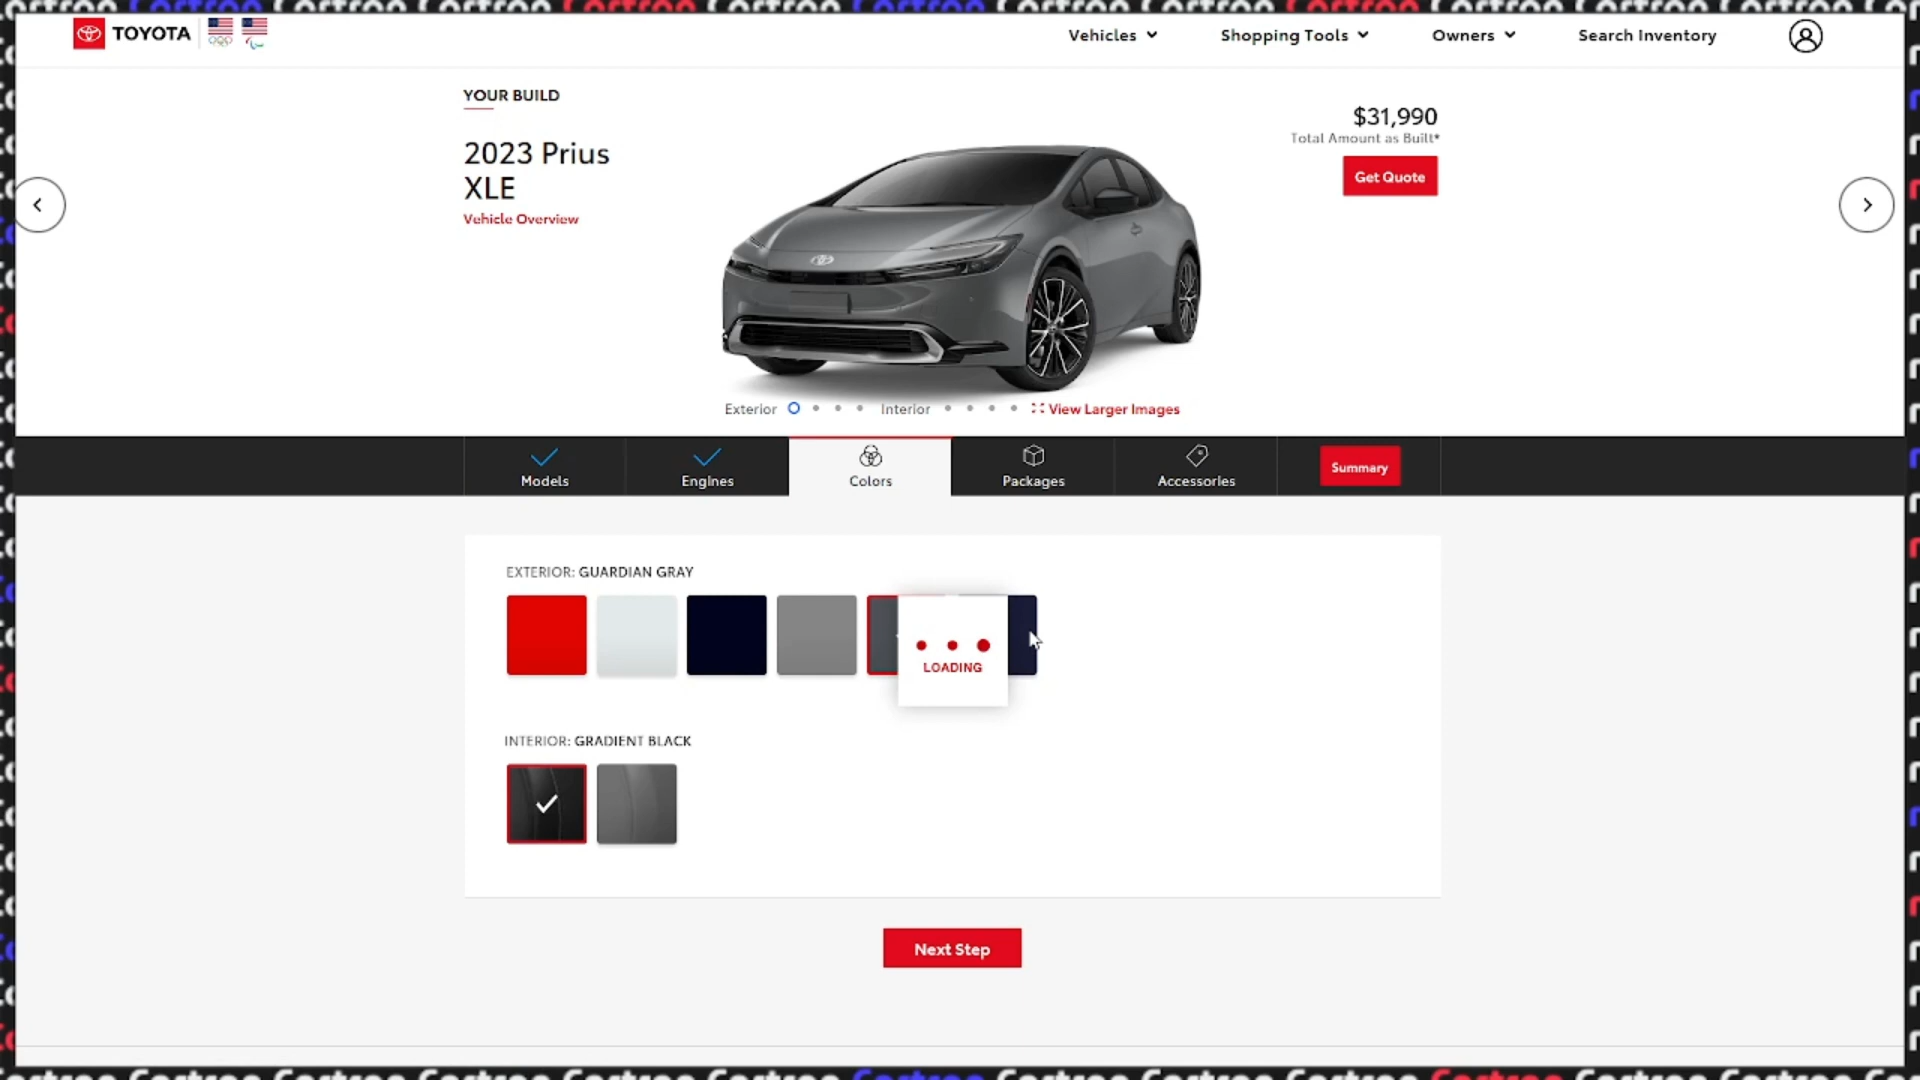 TOYOTA
Vehicles
Shopping Tools
Owners
Search Inventory
YOUR BUILD
2023 Prius
XLE
Vehicle Overview
$31,990
Total Amount as Built*
Get Quote
Exterior
Interior
View Larger Images
Models
Engines
Colors
Packages
Accessories
Summary
EXTERIOR: GUARDIAN GRAY
LOADING
INTERIOR: GRADIENT BLACK
Next Step